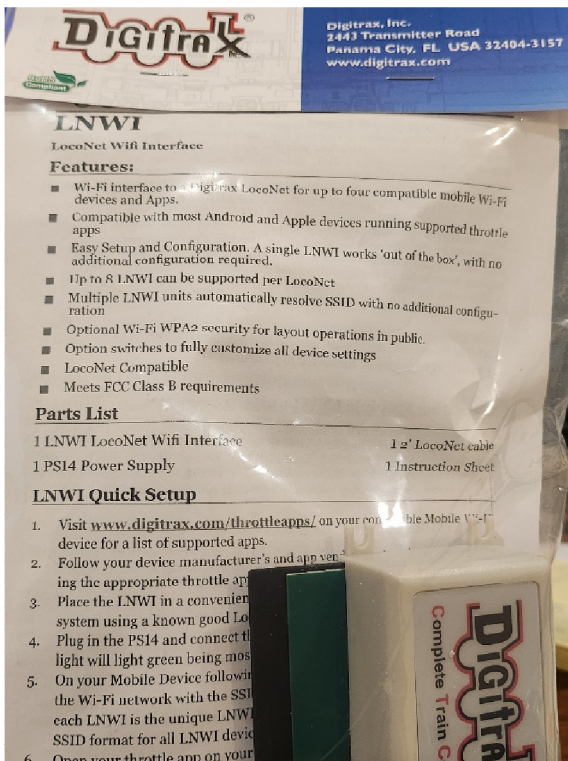 DIGITRAX®
Digitrax, Inc.
2443 Transmitter Road
Panama City, FL USA 32404-3157
www.digitrax.com
Compliant
LNWI
LocoNet Wifi Interface
Features:
Wi-Fi interface to a Digitrax LocoNet for up to four compatible mobile Wi-Fi
devices and Apps.
Compatible with most Android and Apple devices running supported throttle
apps
Easy Setup and Configuration. A single LNWI works 'out of the box', with no
additional configuration required.
Up to 8 LNWI can be supported per LocoNet
Multiple LNWI units automatically resolve SSID with no additional configu-
ration
Optional Wi-Fi WPA2 security for layout operations in public.
Option switches to fully customize all device settings
LocoNet Compatible
Meets FCC Class B requirements
Parts List
1 LNWI LocoNet Wifi Interface 1 2' LocoNet cable
1 PS14 Power Supply 1 Instruction Sheet
LNWI Quick Setup
1. Visit www.digitrax.com/throttleapps/ on your Mobile
device for a list of supported apps.
2. Follow your device manufacturer's and app
ing the appropriate throttle
3. Place the LNWI in a
system using a known good
4. Plug in the PS14 and connect
light will light green being
5. On your Mobile Device
the Wi-Fi network with the
each LNWI is the unique
SSID format for all LNWI
6. Open your throttle app on your
DIGITRAX
Complete Train